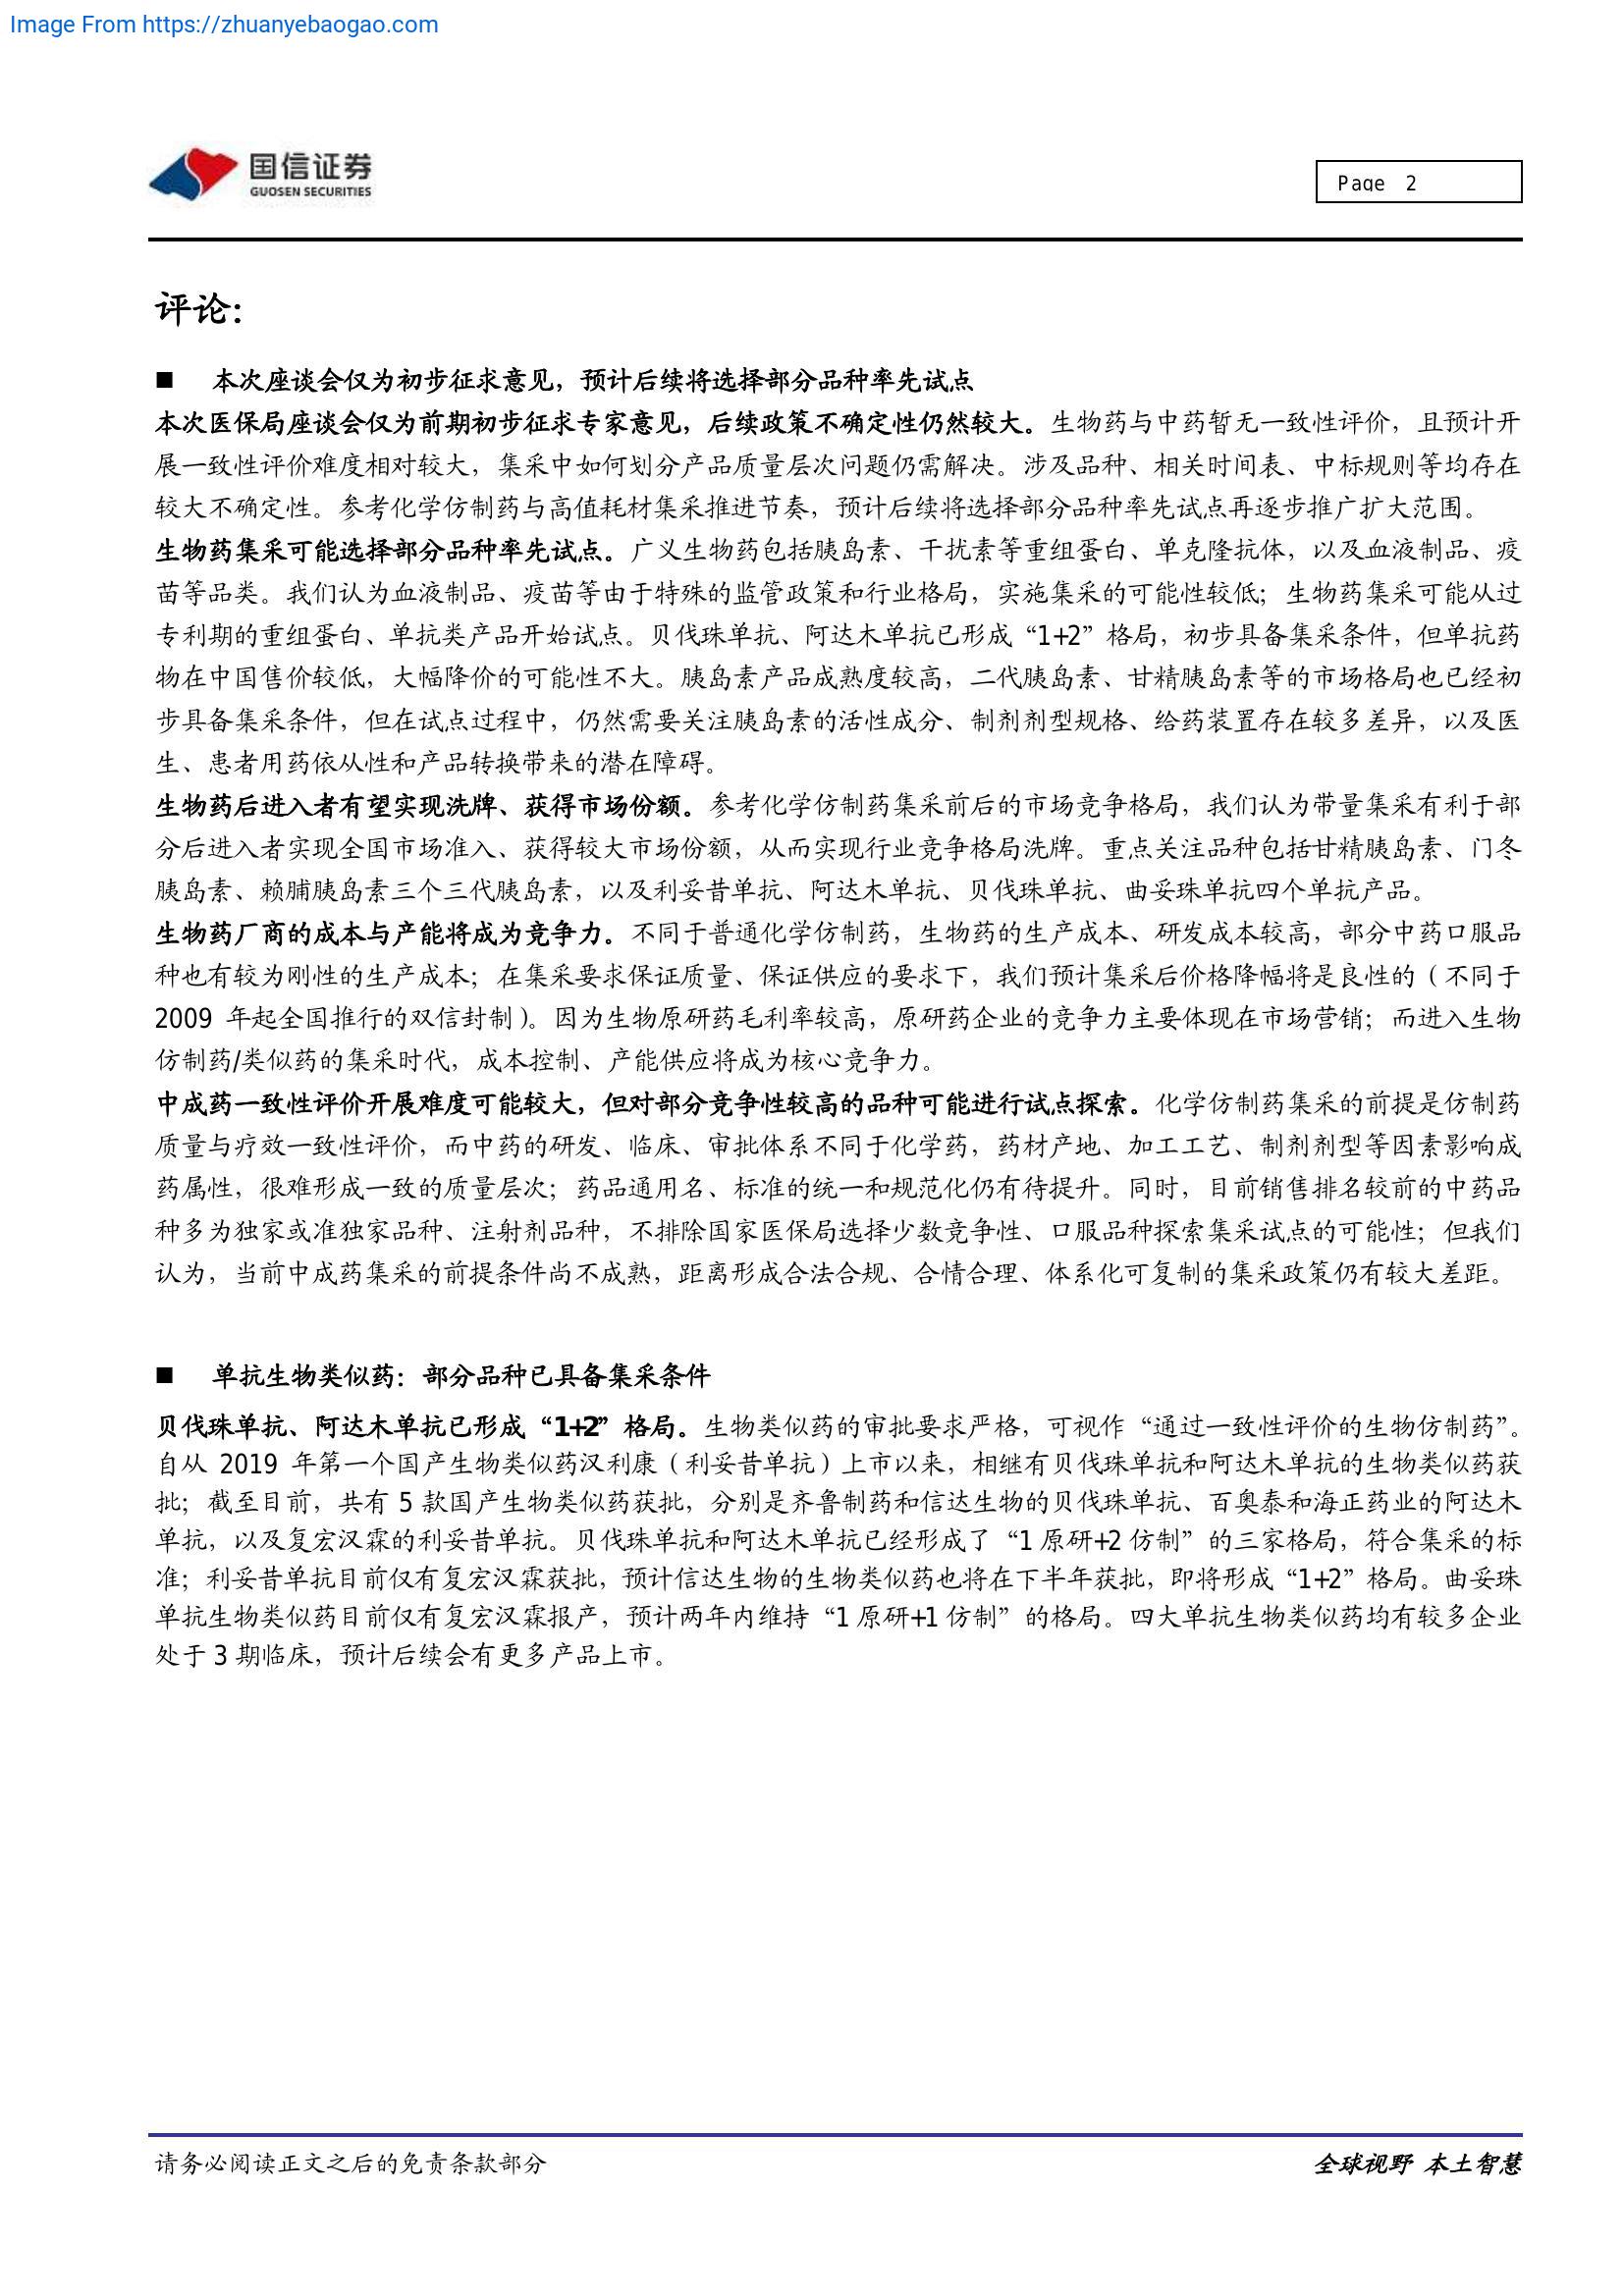 Image From https://zhuanyebaogao.com
国信证券
GUOSEN SECURITIES
Page 2
评论：
■ 本次座谈会仅为初步征求意见，预计后续将选择部分品种率先试点
本次医保局座谈会仅为前期初步征求专家意见，后续政策不确定性仍然较大。生物药与中药暂无一致性评价，且预计开
展一致性评价难度相对较大，集采中如何划分产品质量层次问题仍需解决。涉及品种、相关时间表、中标规则等均存在
较大不确定性。参考化学仿制药与高值耗材集采推进节奏，预计后续将选择部分品种率先试点再逐步推广扩大范围。
生物药集采可能选择部分品种率先试点。广义生物药包括胰岛素、干扰素等重组蛋白、单克隆抗体，以及血液制品、疫
苗等品类。我们认为血液制品、疫苗等由于特殊的监管政策和行业格局，实施集采的可能性较低；生物药集采可能从过
专利期的重组蛋白、单抗类产品开始试点。贝伐珠单抗、阿达木单抗已形成“1+2”格局，初步具备集采条件，但单抗药
物在中国售价较低，大幅降价的可能性不大。胰岛素产品成熟度较高，二代胰岛素、甘精胰岛素等的市场格局也已经初
步具备集采条件，但在试点过程中，仍然需要关注胰岛素的活性成分、制剂剂型规格、给药装置存在较多差异，以及医
生、患者用药依从性和产品转换带来的潜在障碍。
生物药后进入者有望实现洗牌、获得市场份额。参考化学仿制药集采前后的市场竞争格局，我们认为带量集采有利于部
分后进入者实现全国市场准入、获得较大市场份额，从而实现行业竞争格局洗牌。重点关注品种包括甘精胰岛素、门冬
胰岛素、赖脯胰岛素三个三代胰岛素，以及利妥昔单抗、阿达木单抗、贝伐珠单抗、曲妥珠单抗四个单抗产品。
生物药厂商的成本与产能将成为竞争力。不同于普通化学仿制药，生物药的生产成本、研发成本较高，部分中药口服品
种也有较为刚性的生产成本；在集采要求保证质量、保证供应的要求下，我们预计集采后价格降幅将是良性的（不同于
2009 年起全国推行的双信封制）。因为生物原研药毛利率较高，原研药企业的竞争力主要体现在市场营销；而进入生物
仿制药/类似药的集采时代，成本控制、产能供应将成为核心竞争力。
中成药一致性评价开展难度可能较大，但对部分竞争性较高的品种可能进行试点探索。化学仿制药集采的前提是仿制药
质量与疗效一致性评价，而中药的研发、临床、审批体系不同于化学药，药材产地、加工工艺、制剂剂型等因素影响成
药属性，很难形成一致的质量层次；药品通用名、标准的统一和规范化仍有待提升。同时，目前销售排名较前的中药品
种多为独家或准独家品种、注射剂品种，不排除国家医保局选择少数竞争性、口服品种探索集采试点的可能性；但我们
认为，当前中成药集采的前提条件尚不成熟，距离形成合法合规、合情合理、体系化可复制的集采政策仍有较大差距。
■ 单抗生物类似药：部分品种已具备集采条件
贝伐珠单抗、阿达木单抗已形成“1+2”格局。生物类似药的审批要求严格，可视作“通过一致性评价的生物仿制药”。
自从 2019 年第一个国产生物类似药汉利康（利妥昔单抗）上市以来，相继有贝伐珠单抗和阿达木单抗的生物类似药获
批；截至目前，共有 5 款国产生物类似药获批，分别是齐鲁制药和信达生物的贝伐珠单抗、百奥泰和海正药业的阿达木
单抗，以及复宏汉霖的利妥昔单抗。贝伐珠单抗和阿达木单抗已经形成了“1 原研+2 仿制”的三家格局，符合集采的标
准；利妥昔单抗目前仅有复宏汉霖获批，预计信达生物的生物类似药也将在下半年获批，即将形成“1+2”格局。曲妥珠
单抗生物类似药目前仅有复宏汉霖报产，预计两年内维持“1 原研+1 仿制”的格局。四大单抗生物类似药均有较多企业
处于 3 期临床，预计后续会有更多产品上市。
请务必阅读正文之后的免责条款部分
全球视野 本土智慧